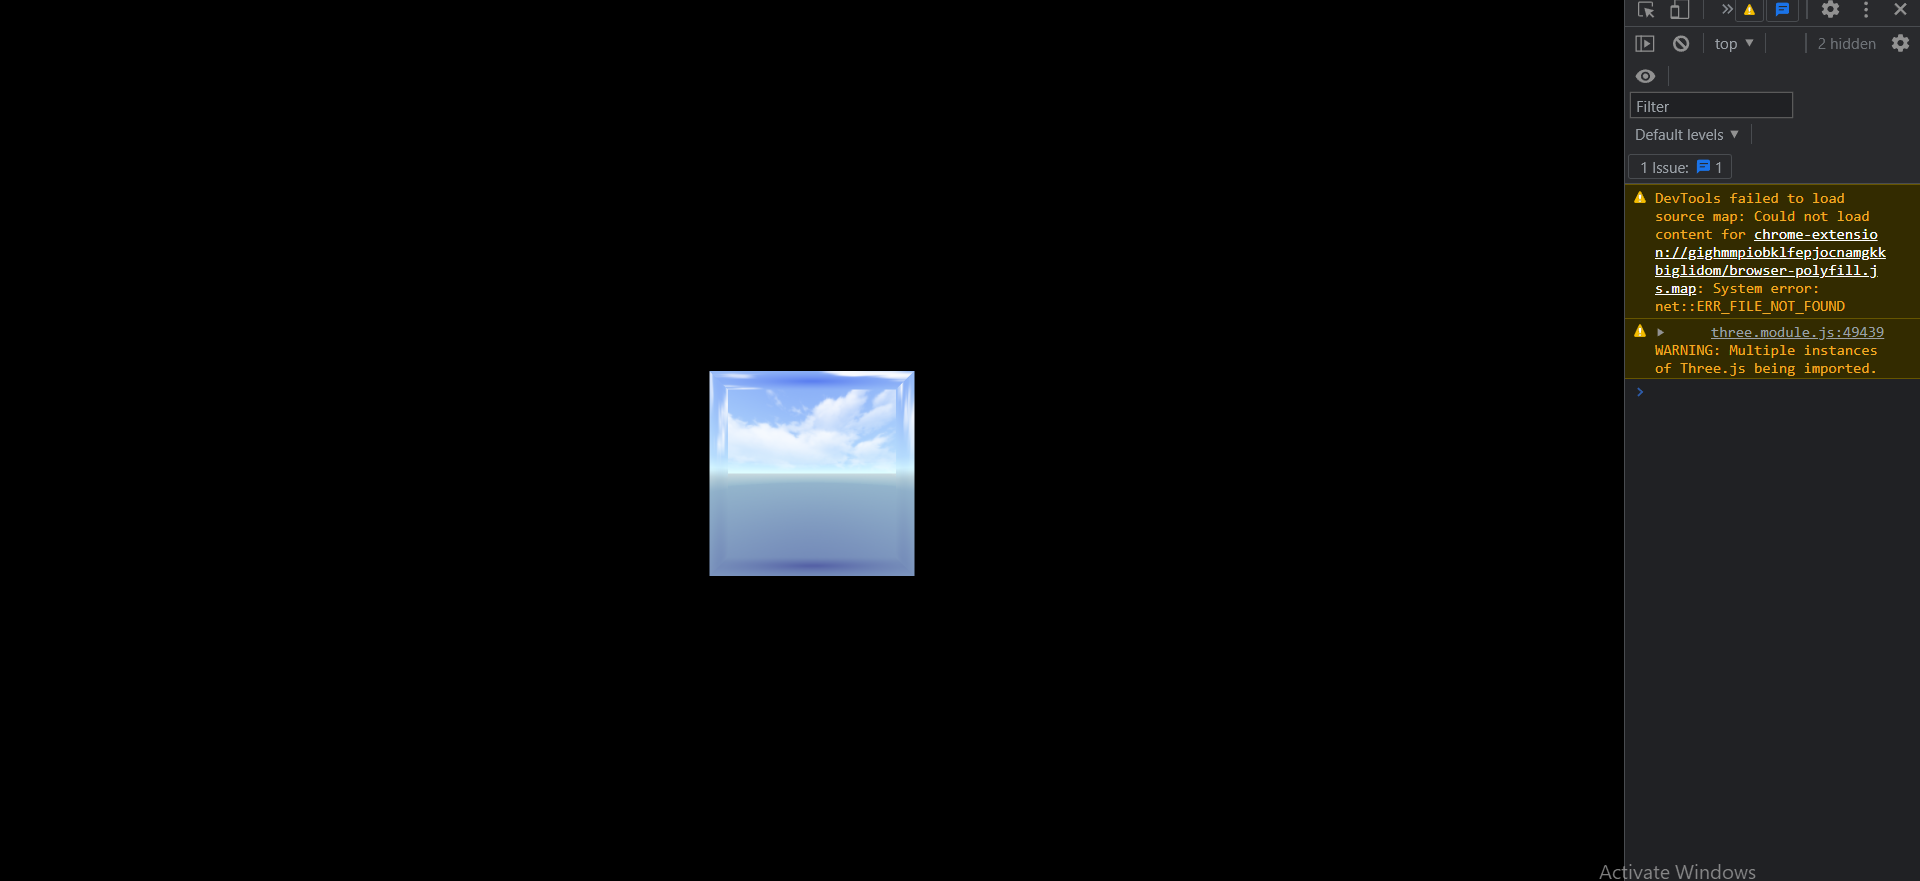 top
2 hidden
Filter
Default levels
1 Issue: 1
DevTools failed to load
source map: Could not load
content for chrome-extensio
n://gighmmpiobklfepjocnamgkk
biglidom/browser-polyfill.j
s.map: System error:
net::ERR_FILE_NOT_FOUND
three.module.js:49439
WARNING: Multiple instances
of Three.js being imported.
Activate Windows